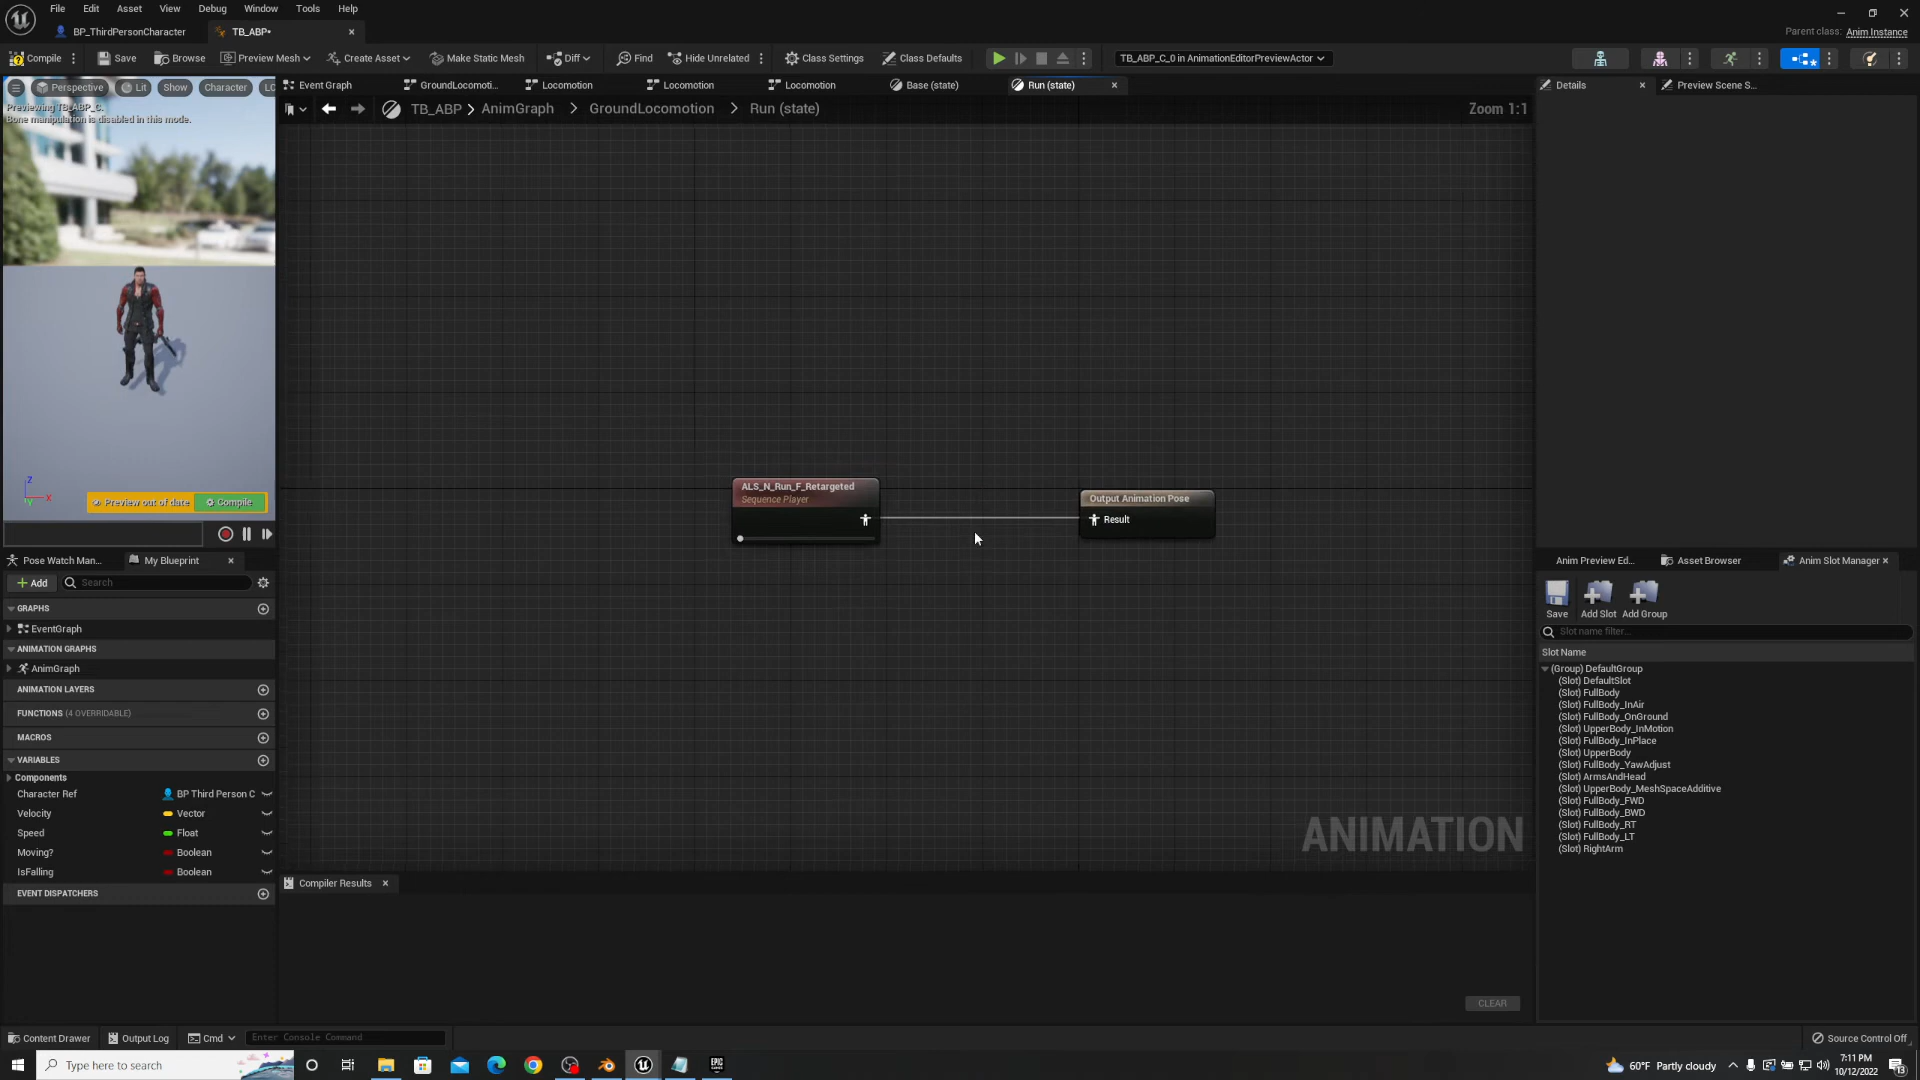 File Edit Asset View Debug Window Tools Help
BP_ThirdPersonCharacter
TB_ABP•
Parent class: Anim Instance
Compile Save Browse Preview Mesh Create Asset Make Static Mesh Diff Find Hide Unrelated Class Settings Class Defaults TB_ABP_C_0 in AnimationEditorPreviewActor
Perspective Lit Show Character LO
Previewing TB_ABP_C.
Bone manipulation is disabled in this mode.
Event Graph GroundLocomoti... Locomotion Locomotion Locomotion Base (state) Run (state)
TB_ABP > AnimGraph > GroundLocomotion > Run (state)
Zoom 1:1
Details
Preview Scene S...
ALS_N_Run_F_Retargeted
Sequence Player
Output Animation Pose
Result
Z
X
Preview out of date Compile
Pose Watch Man... My Blueprint
Add Search
GRAPHS
EventGraph
ANIMATION GRAPHS
AnimGraph
ANIMATION LAYERS
FUNCTIONS (4 OVERRIDABLE)
MACROS
VARIABLES
Components
Character Ref BP Third Person C
Velocity Vector
Speed Float
Moving? Boolean
IsFalling Boolean
EVENT DISPATCHERS
ANIMATION
Compiler Results
CLEAR
Anim Preview Ed... Asset Browser Anim Slot Manager
Save Add Slot Add Group
Slot name filter...
Slot Name
(Group) DefaultGroup
(Slot) DefaultSlot
(Slot) FullBody
(Slot) FullBody_InAir
(Slot) FullBody_OnGround
(Slot) UpperBody_InMotion
(Slot) FullBody_InPlace
(Slot) UpperBody
(Slot) FullBody_YawAdjust
(Slot) ArmsAndHead
(Slot) UpperBody_MeshSpaceAdditive
(Slot) FullBody_FWD
(Slot) FullBody_BWD
(Slot) FullBody_RT
(Slot) FullBody_LT
(Slot) RightArm
Content Drawer Output Log Cmd Enter Console Command
Source Control Off
Type here to search
60°F Partly cloudy
7:11 PM
10/12/2022
13